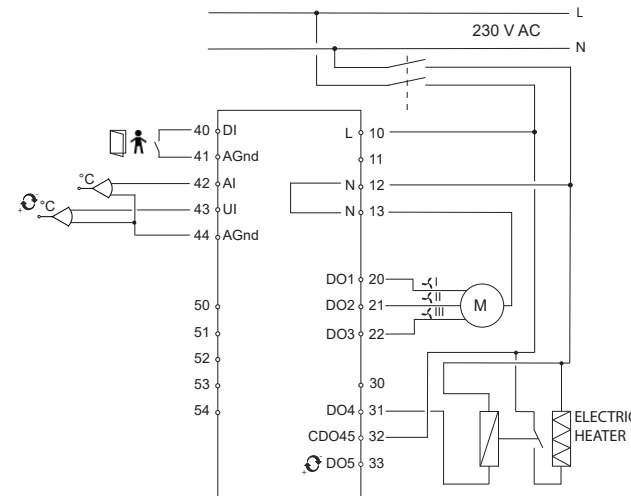 L
230 V AC
N
40 DI
L 10
41 AGnd
11
°C
42 AI
N 12
°C
43 UI
N 13
44 AGnd
DO1 20
I
50
DO2 21
II
M
51
DO3 22
III
52
53
30
54
DO4 31
ELECTRIC
CDO45 32
HEATER
DO5 33